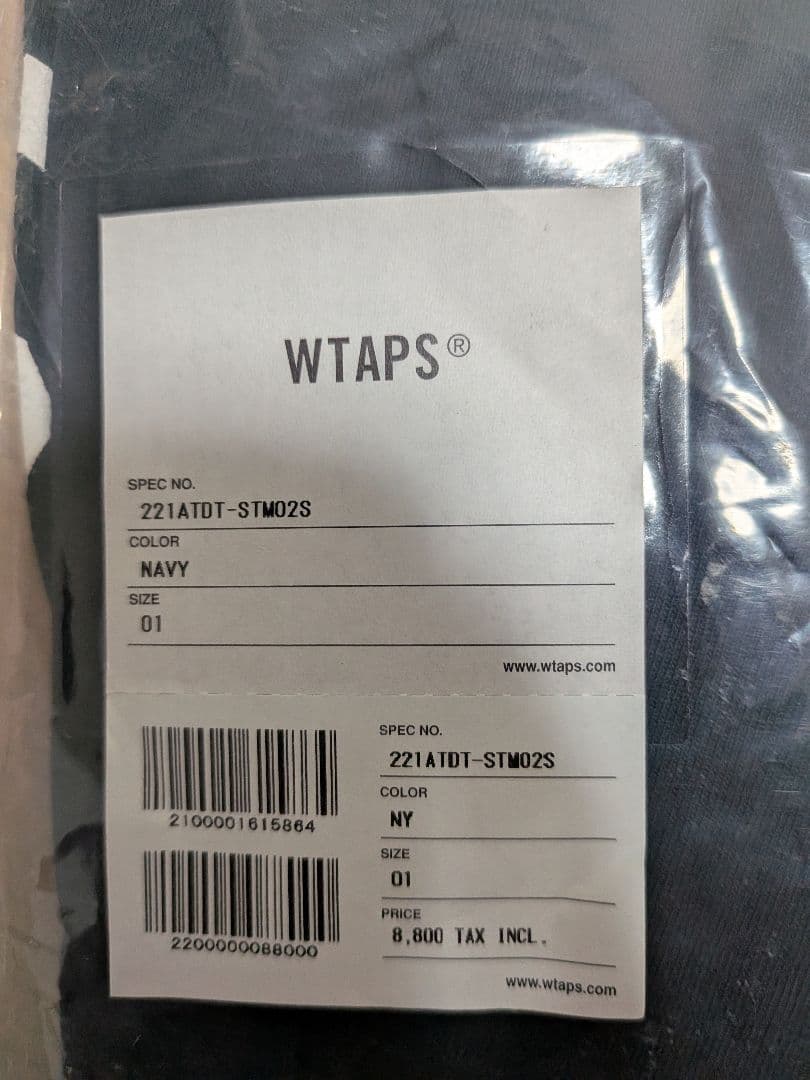 WTAPS®
SPEC NO.
221ATDT-STM02S
COLOR
NAVY
SIZE
01
www.wtaps.com
2100001615864
2200000088000
SPEC NO.
221ATDT-STM02S
COLOR
NY
SIZE
01
PRICE
8,800 TAX INCL.
www.wtaps.com